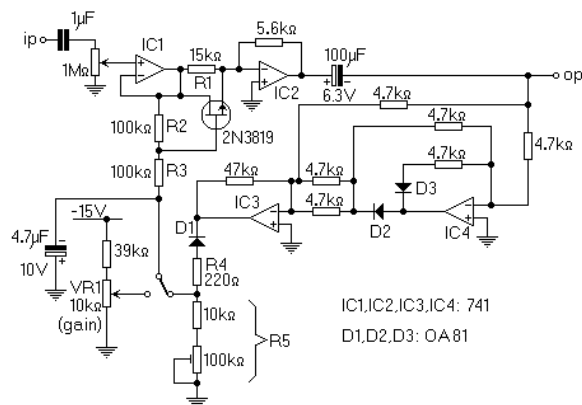 1µF
ip
1MΩ
IC1
15kΩ
R1
5.6kΩ
IC2
100µF
6.3V
op
4.7kΩ
4.7kΩ
100kΩ
R2
2N3819
100kΩ
R3
47kΩ
4.7kΩ
4.7kΩ
4.7kΩ
4.7kΩ
D3
D1
IC3
D2
IC4
-15V
4.7µF
10V
39kΩ
VR1
10kΩ
(gain)
R4
220Ω
10kΩ
100kΩ
R5
IC1,IC2,IC3,IC4: 741
D1,D2,D3: OA81